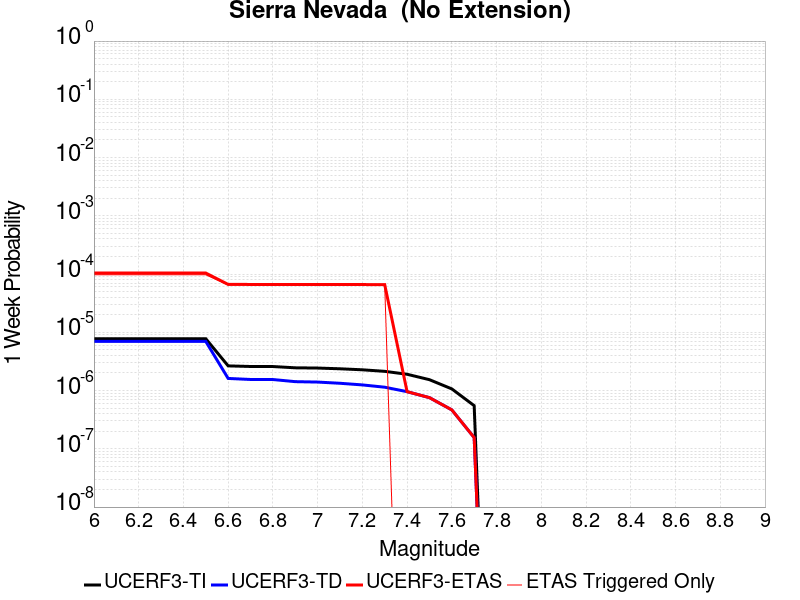 Sierra Nevada  (No Extension)
10^0
10^-1
10^-2
10^-3
10^-4
10^-5
10^-6
10^-7
10^-8
1 Week Probability
6 6.2 6.4 6.6 6.8 7 7.2 7.4 7.6 7.8 8 8.2 8.4 8.6 8.8 9
Magnitude
UCERF3-TI UCERF3-TD UCERF3-ETAS ETAS Triggered Only